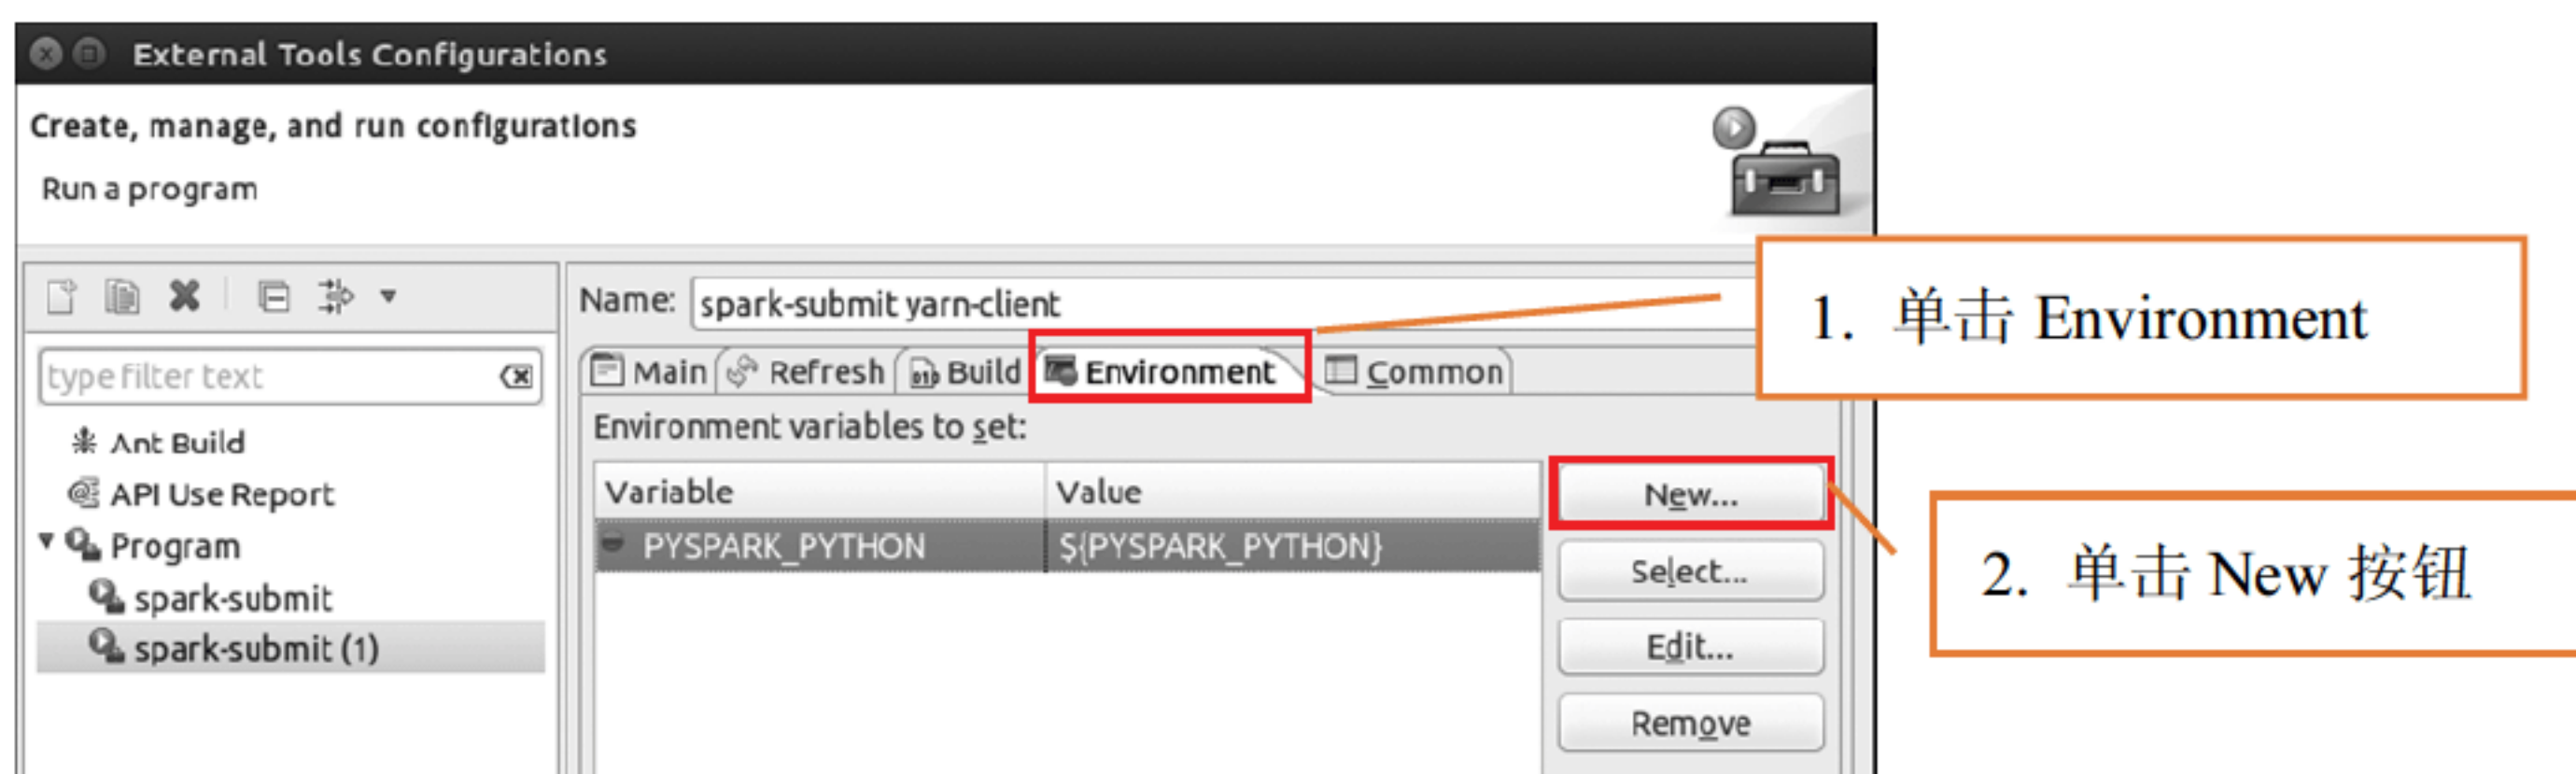 External Tools Configurations
Create, manage, and run configurations
Run a program
Name: spark-submit yarn-client
type filter text
Main Refresh Build Environment Common
Environment variables to set:
Ant Build
API Use Report
Program
spark-submit
spark-submit (1)
Variable Value
PYSPARK_PYTHON ${PYSPARK_PYTHON}
New...
Select...
Edit...
Remove
1. 单击 Environment
2. 单击 New 按钮